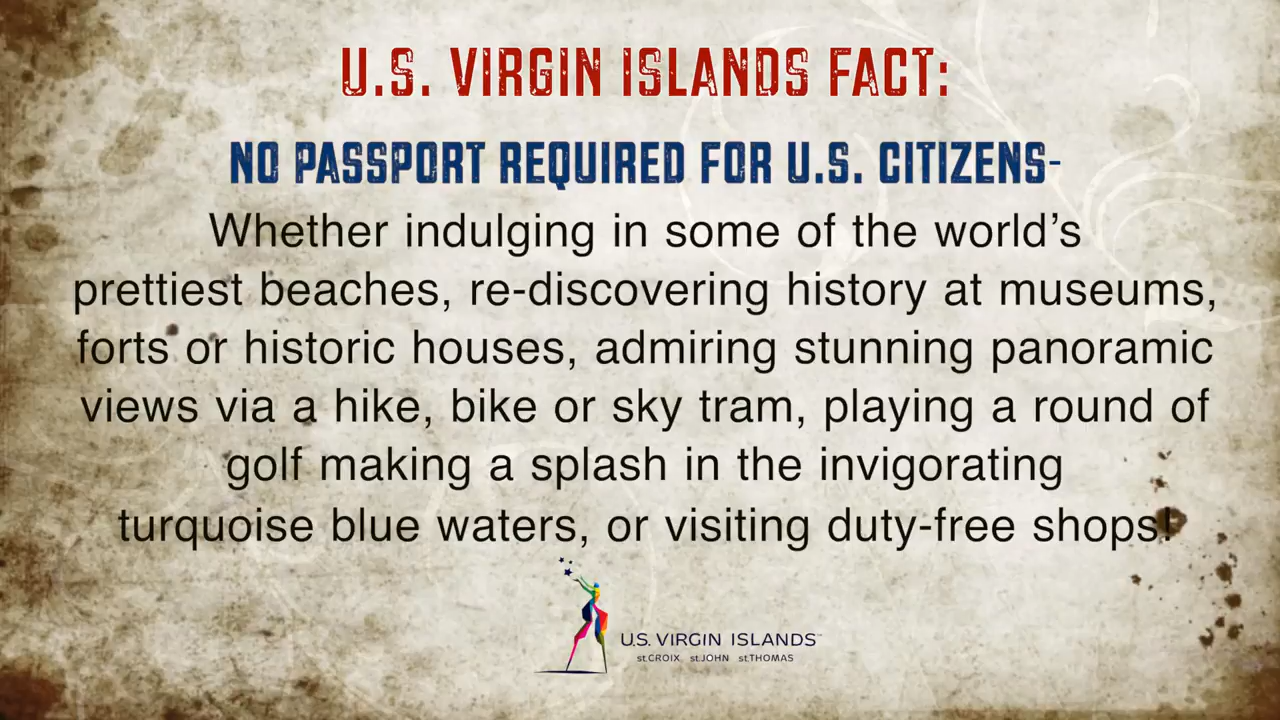 U.S. VIRGIN ISLANDS FACT:
NO PASSPORT REQUIRED FOR U.S. CITIZENS-
Whether indulging in some of the world’s
prettiest beaches, re-discovering history at museums,
forts or historic houses, admiring stunning panoramic
views via a hike, bike or sky tram, playing a round of
golf making a splash in the invigorating
turquoise blue waters, or visiting duty-free shops!
U.S. VIRGIN ISLANDS™
st.CROIX st.JOHN st.THOMAS